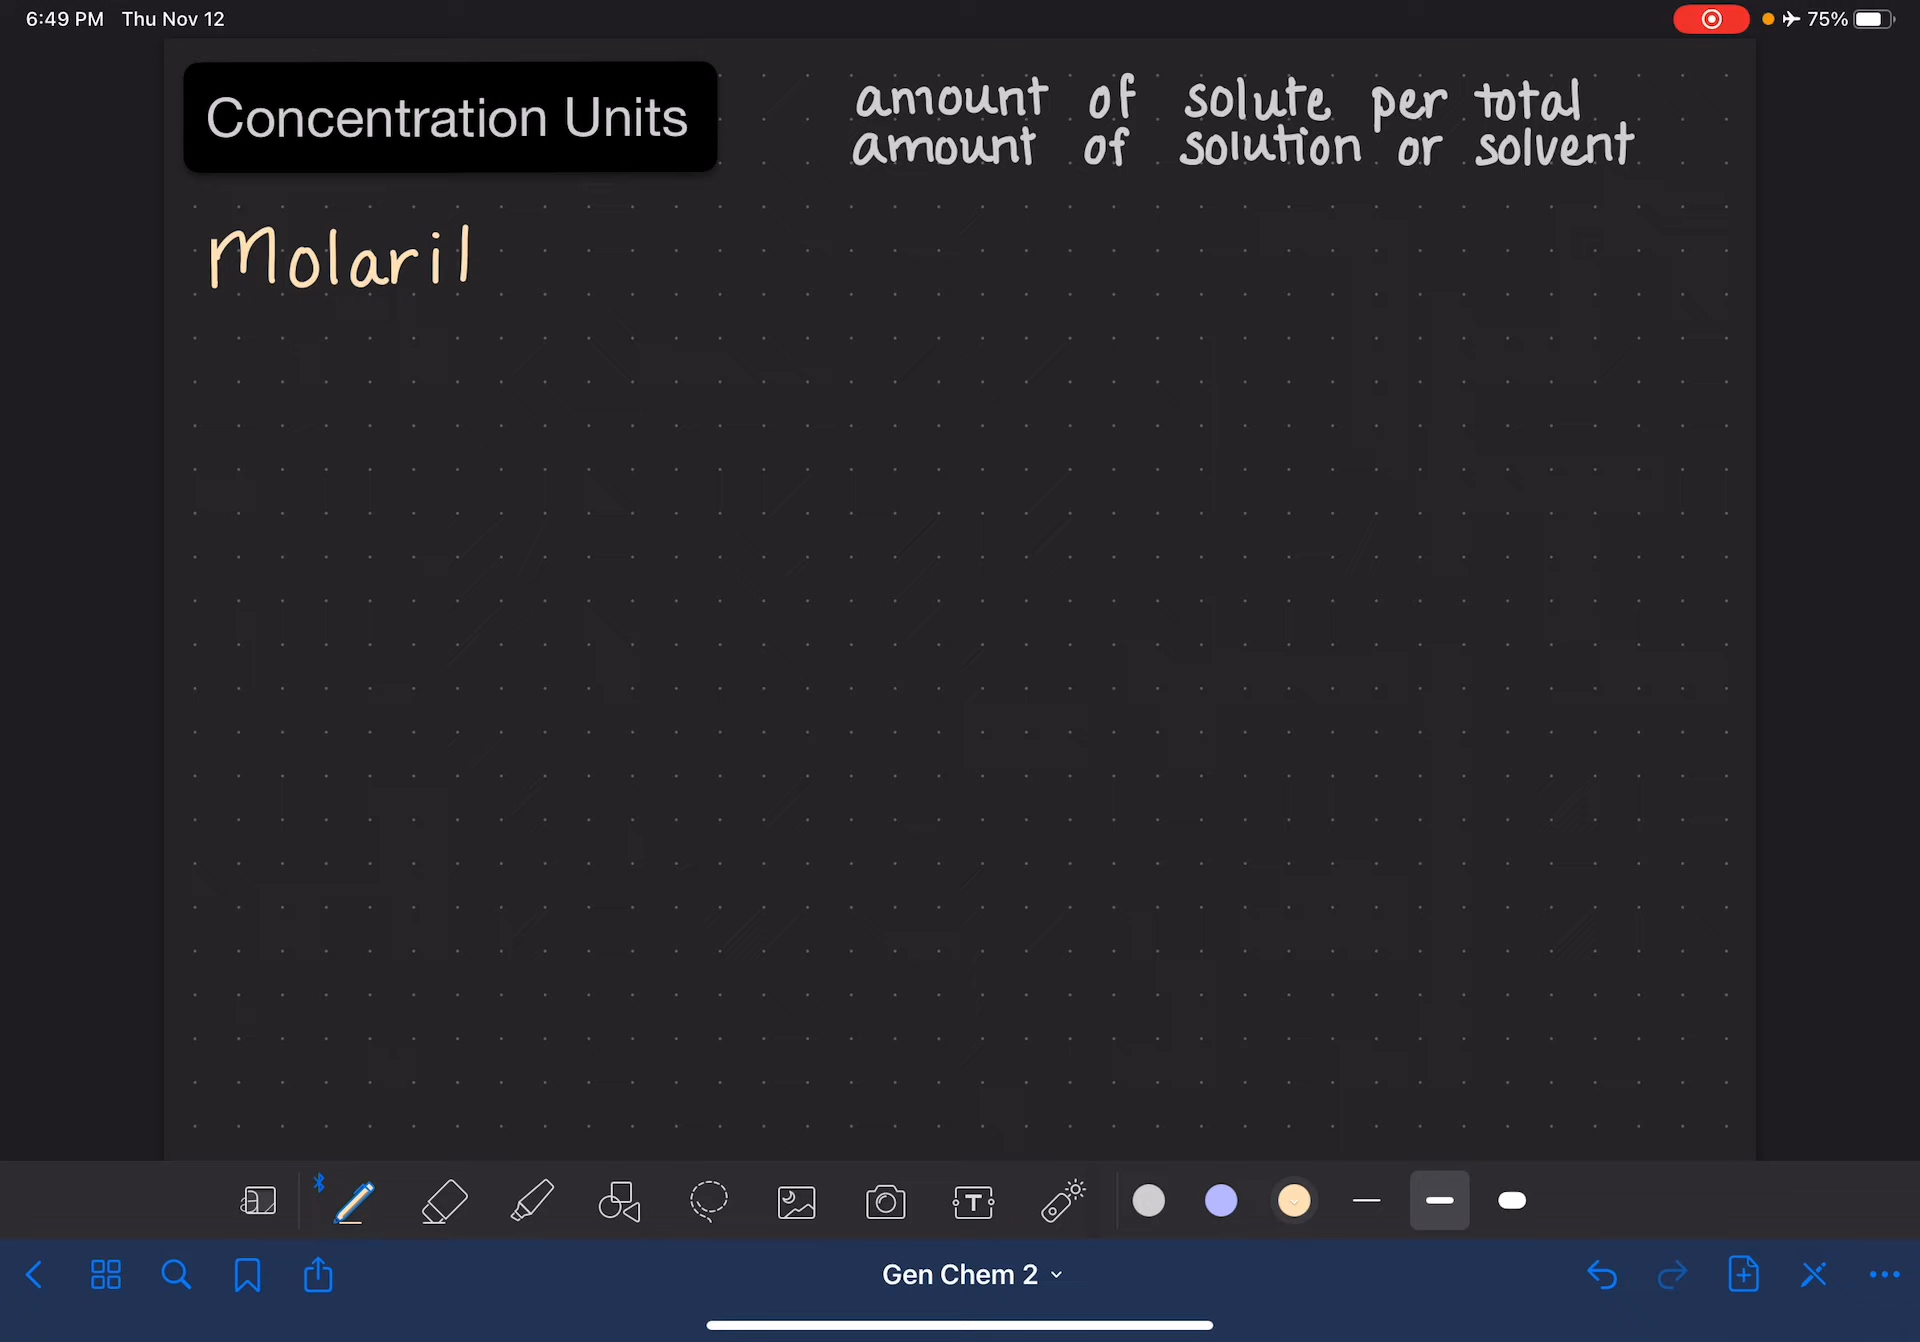 6:49 PM Thu Nov 12
75%
Concentration Units
amount of solute per total
amount of solution or solvent
Molaril
T
Gen Chem 2